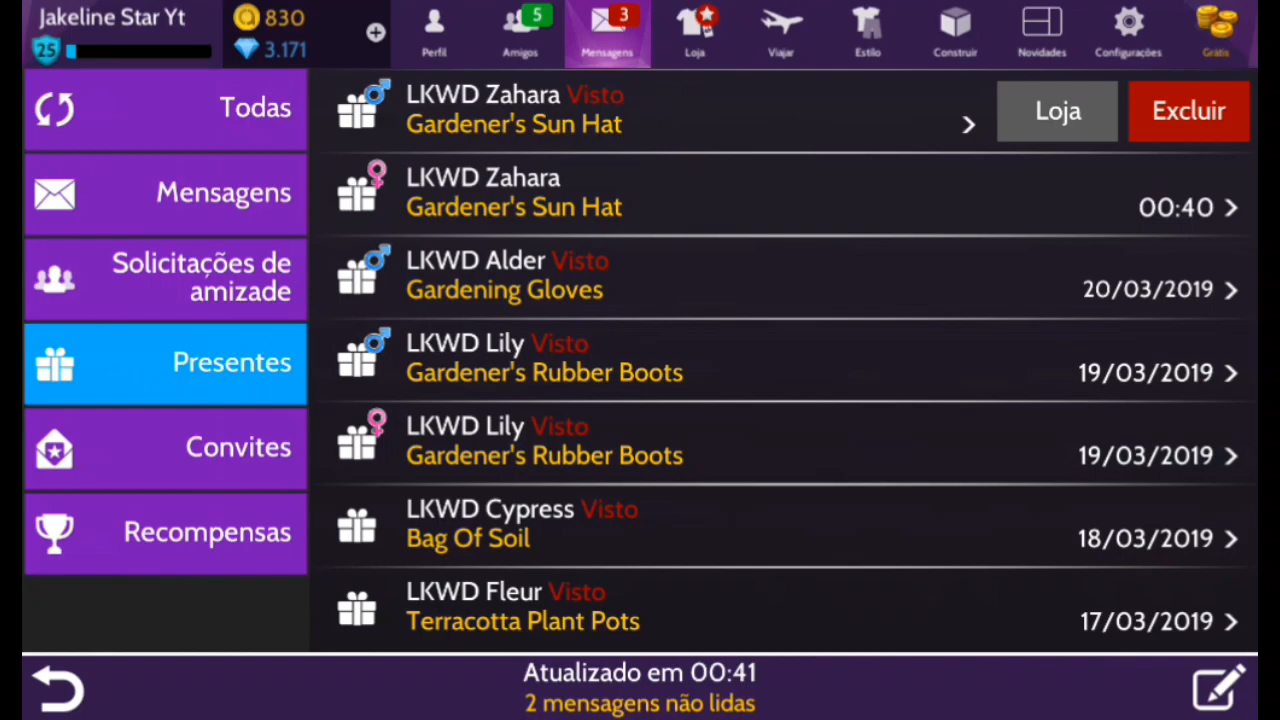 Jakeline Star Yt
25
830
3.171
Perfil
5
Amigos
3
Mensagens
Loja
Viajar
Estilo
Construir
Novidades
Configurações
Grátis
Todas
Mensagens
Solicitações de
amizade
Presentes
Convites
Recompensas
LKWD Zahara Visto
Gardener's Sun Hat
Loja
Excluir
LKWD Zahara
Gardener's Sun Hat
00:40
LKWD Alder Visto
Gardening Gloves
20/03/2019
LKWD Lily Visto
Gardener's Rubber Boots
19/03/2019
LKWD Lily Visto
Gardener's Rubber Boots
19/03/2019
LKWD Cypress Visto
Bag Of Soil
18/03/2019
LKWD Fleur Visto
Terracotta Plant Pots
17/03/2019
Atualizado em 00:41
2 mensagens não lidas